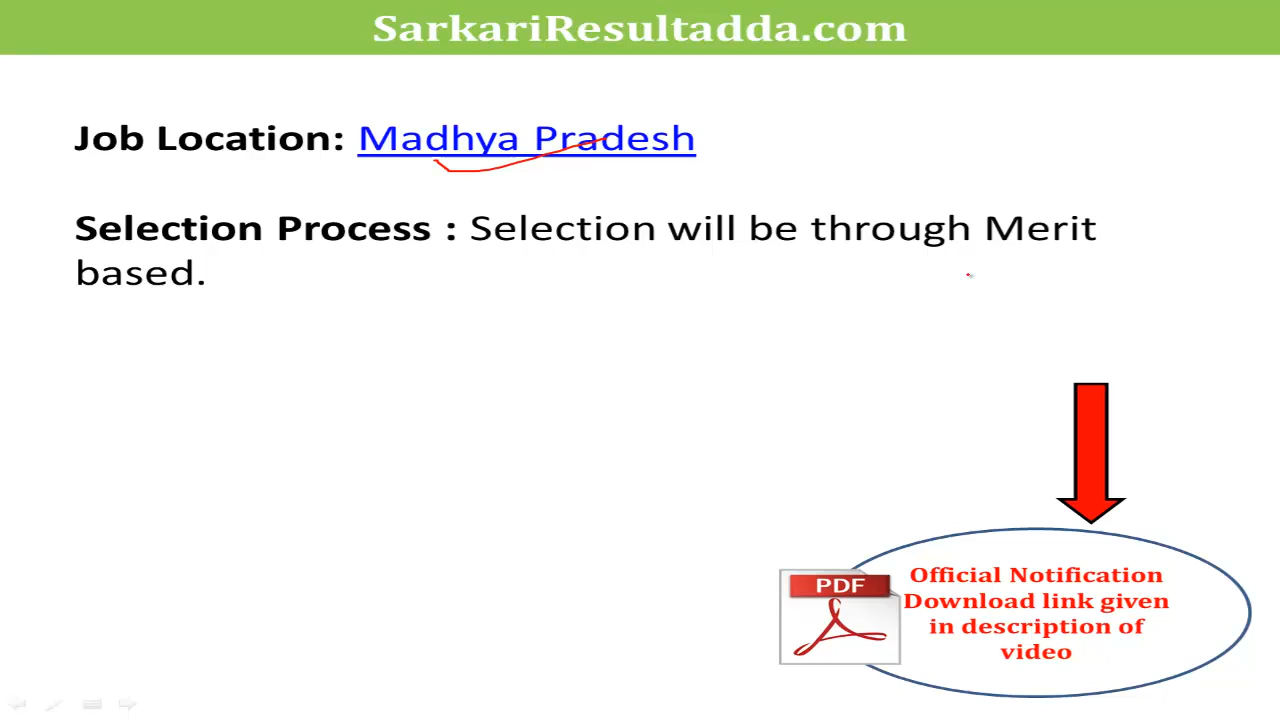 SarkariResultadda.com
Job Location: Madhya Pradesh
Selection Process : Selection will be through Merit
based.
PDF
Official Notification
Download link given
in description of
video